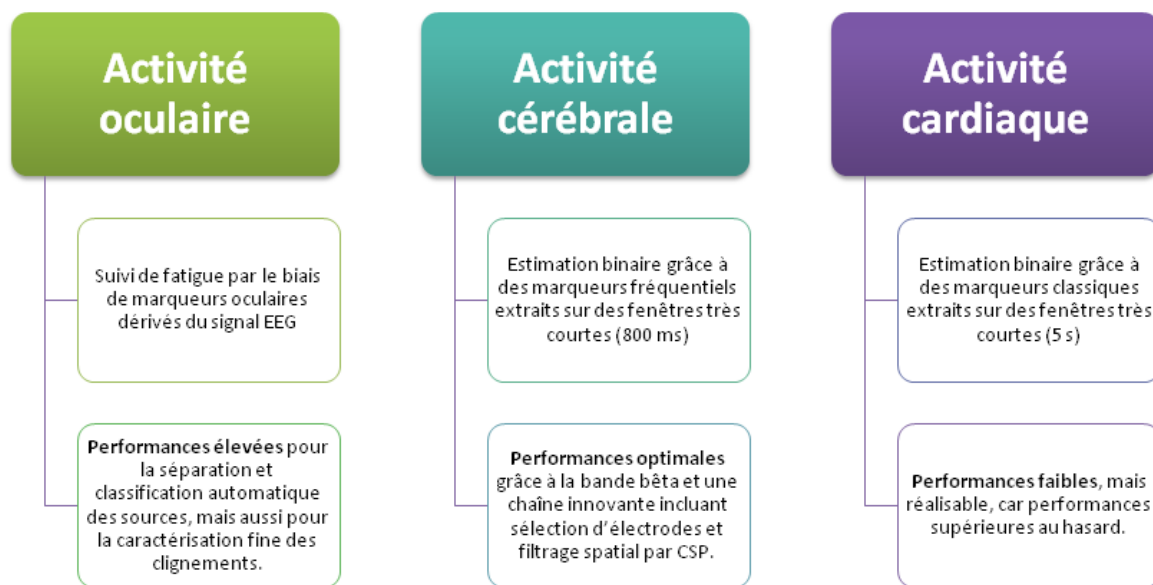 Activité
oculaire
Suivi de fatigue par le biais
de marqueurs oculaires
dérivés du signal EEG
Performances élevées pour
la séparation et
classification automatique
des sources, mais aussi pour
la caractérisation fine des
clignements.
Activité
cérébrale
Estimation binaire grâce à
des marqueurs fréquentiels
extraits sur des fenêtres très
courtes (800 ms)
Performances optimales
grâce à la bande bêta et une
chaîne innovante incluant
sélection d'électrodes et
filtrage spatial par CSP.
Activité
cardiaque
Estimation binaire grâce à
des marqueurs classiques
extraits sur des fenêtres très
courtes (5 s)
Performances faibles, mais
réalisable, car performances
supérieures au hasard.